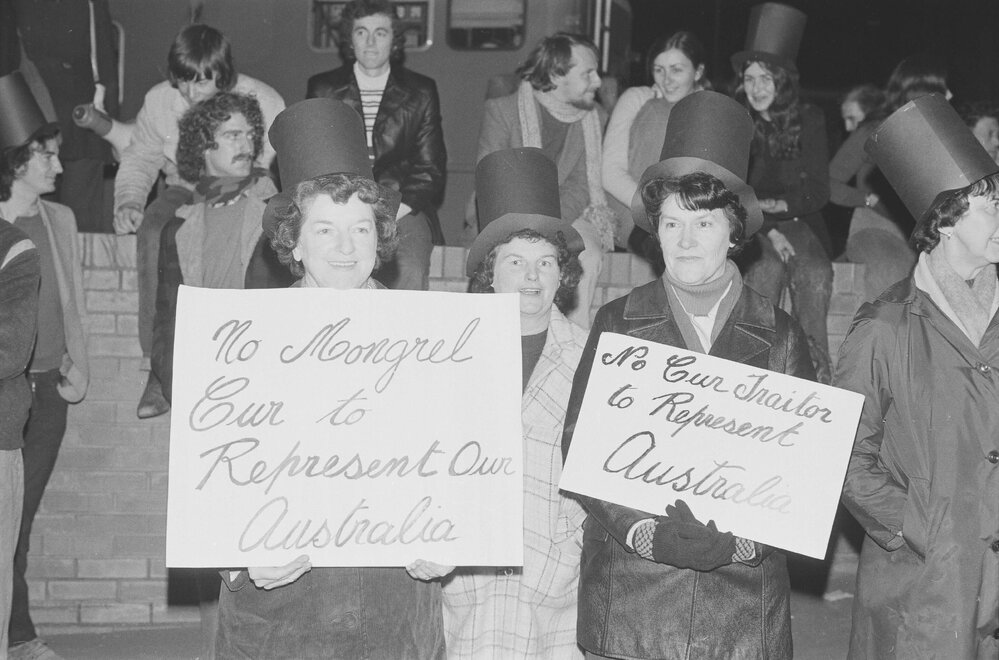 No Mongrel
Cur to
Represent Our
Australia
No Cur Traitor
to Represent
Australia